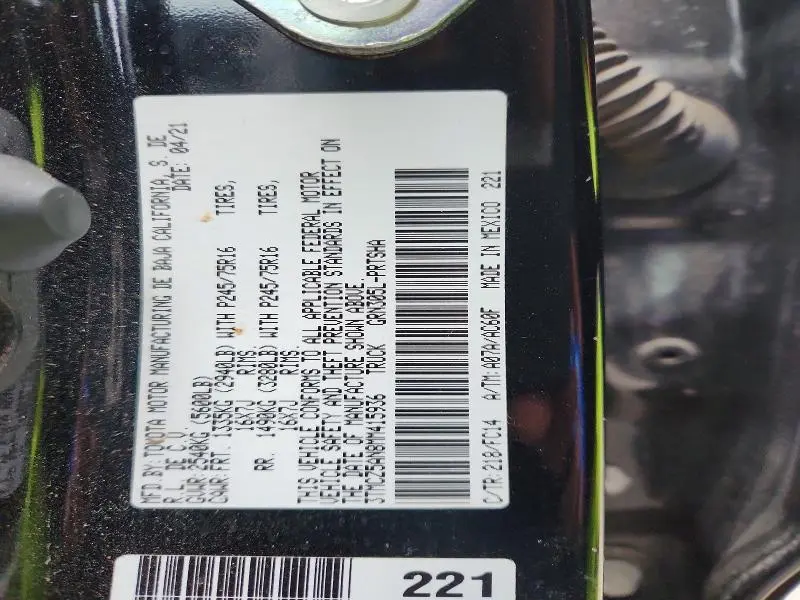 MFD.BY:TOYOTA MOTOR MANUFACTURING DE BAJA CALIFORNIA, S. DE
R.L. DE C.V. DATE: 04/21
GVWR:2540KG (5600LB)
GAWR:FRT. 1335KG (2940LB) WITH P245/75R16 TIRES,
16X7J RIMS.
RR. 1490KG (3280LB) WITH P245/75R16 TIRES,
16X7J RIMS
THIS VEHICLE CONFORMS TO ALL APPLICABLE FEDERAL MOTOR
VEHICLE SAFETY AND THEFT PREVENTION STANDARDS IN EFFECT ON
THE DATE OF MANUFACTURE SHOWN ABOVE.
3TMCZ5AN8MM415936 TRUCK GRN305L-PRTSMA
C/TR:218/FC14 A/TM:A07A/AC60F MADE IN MEXICO 221
221